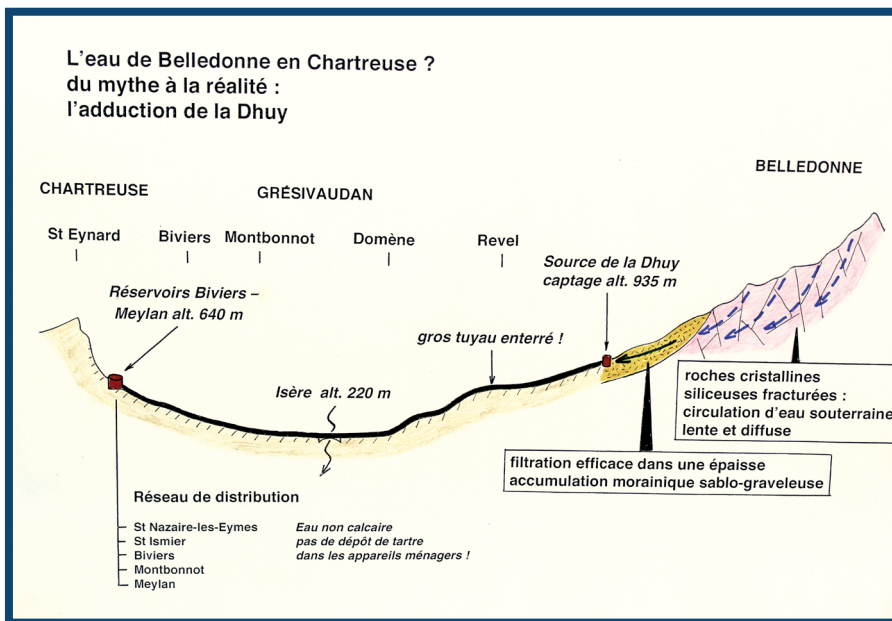 L'eau de Belledonne en Chartreuse ?
du mythe à la réalité :
l'adduction de la Dhuy
BELLEDONNE
CHARTREUSE
GRÉSIVAUDAN
St Eynard
Biviers
Montbonnot
Domène
Revel
Source de la Dhuy
captage alt. 935 m
Réservoirs Biviers –
Meylan alt. 640 m
gros tuyau enterré !
Isère alt. 220 m
roches cristallines
siliceuses fracturées :
circulation d'eau souterraine
lente et diffuse
filtration efficace dans une épaisse
accumulation morainique sablo-graveleuse
Réseau de distribution
St Nazaire-les-Eymes
St Ismier
Biviers
Montbonnot
Meylan
Eau non calcaire
pas de dépôt de tartre
dans les appareils ménagers !